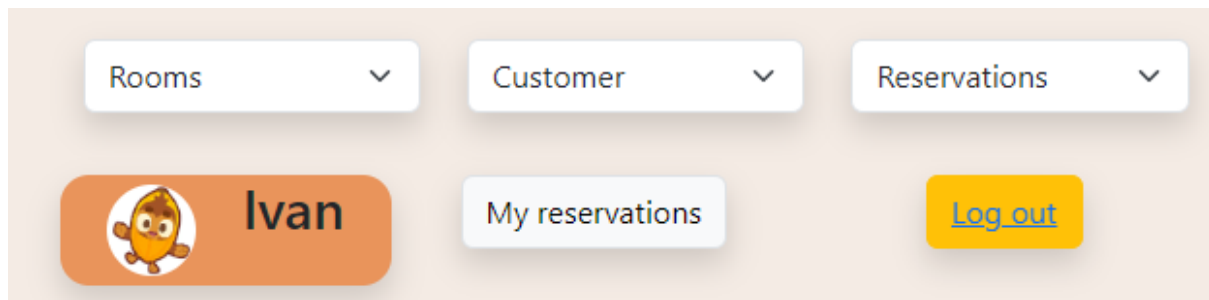 Rooms
Customer
Reservations
Ivan
My reservations
Log out